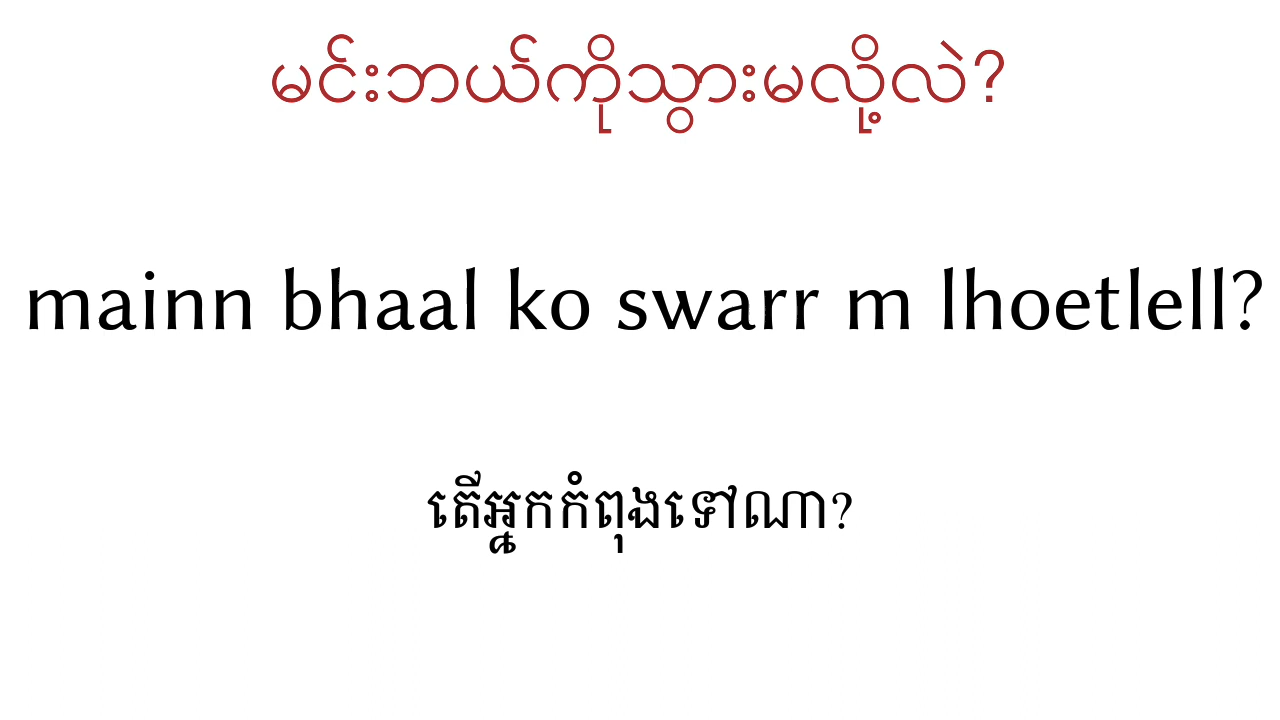 မင်းဘယ်ကိုသွားမလို့လဲ?
mainn bhaal ko swarr m lhoetlell?
តើអ្នកកំពុងទៅណា?